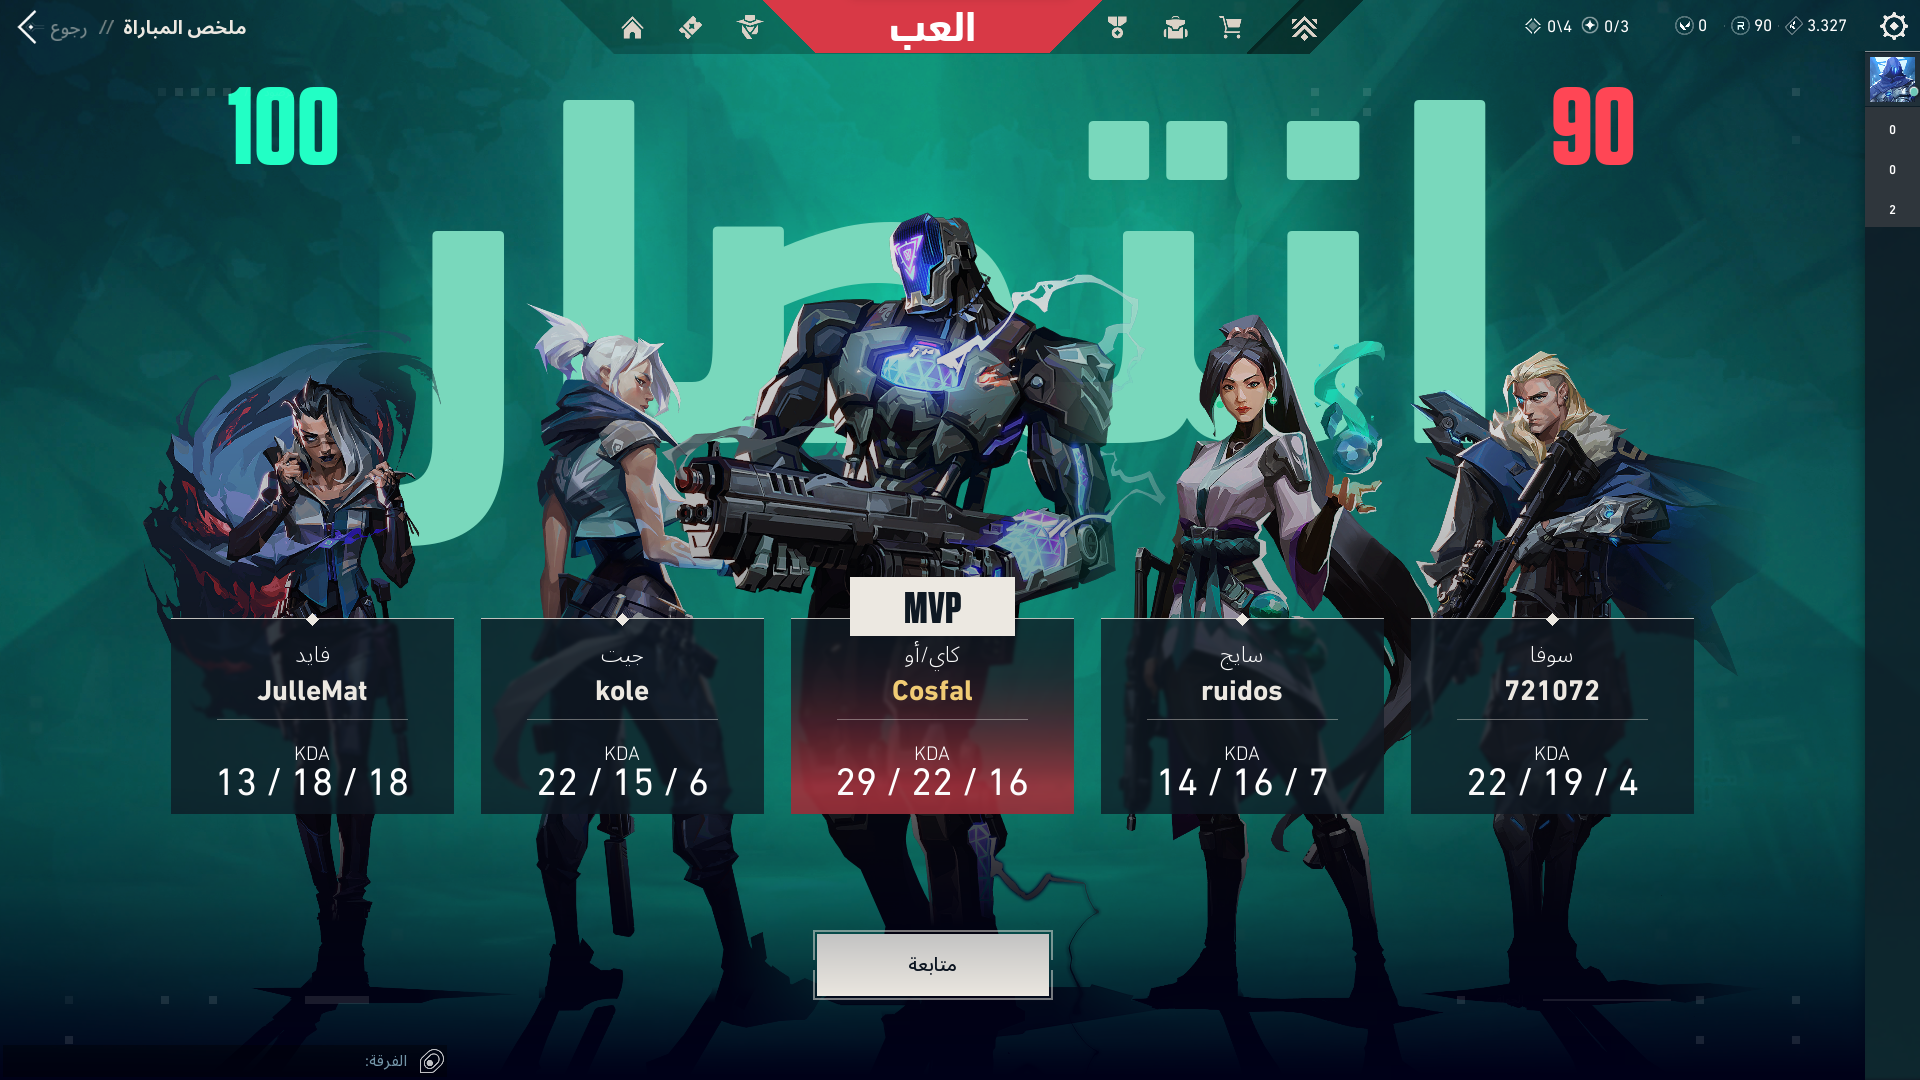 رجوع // ملخص المباراة
العب
0\4
0/3
0
90
3.327
100
90
انتصار
0
0
2
MVP
فايد
JulleMat
KDA
13 / 18 / 18
جيت
kole
KDA
22 / 15 / 6
كاي/أو
Cosfal
KDA
29 / 22 / 16
سايج
ruidos
KDA
14 / 16 / 7
سوفا
721072
KDA
22 / 19 / 4
متابعة
الفرقة: